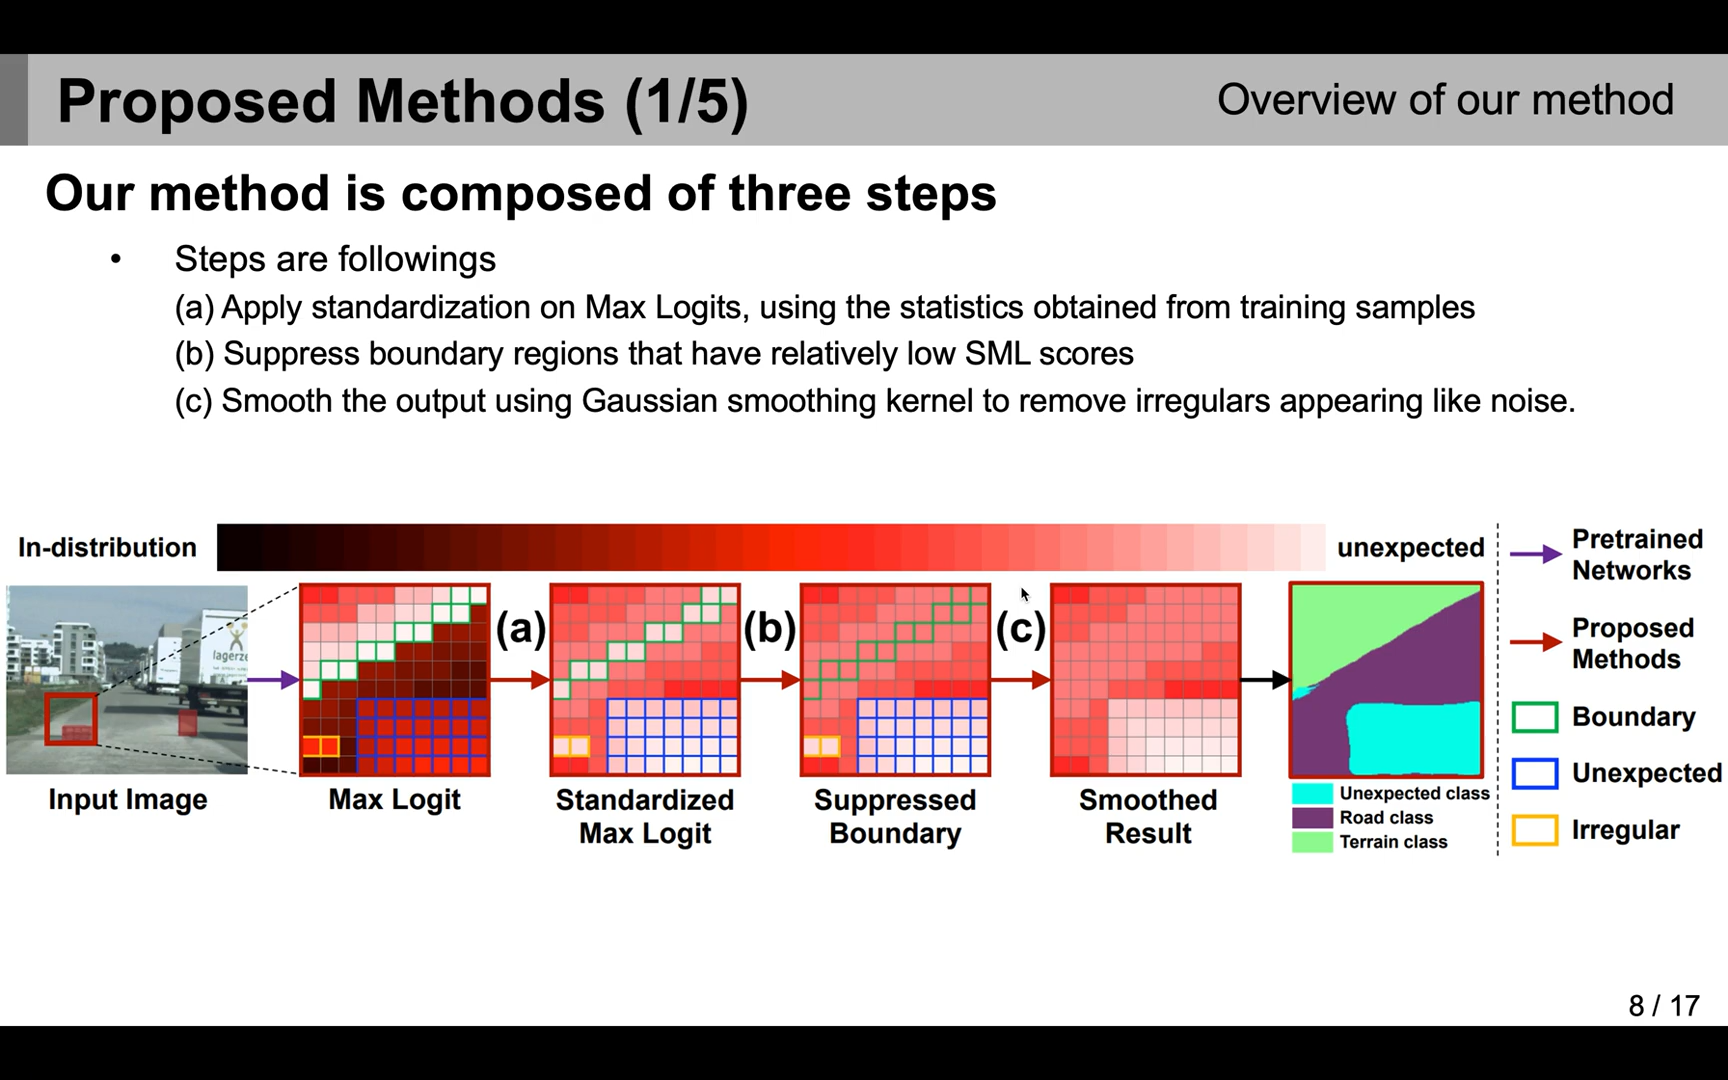 Proposed Methods (1/5)
Overview of our method
Our method is composed of three steps
• Steps are followings
(a) Apply standardization on Max Logits, using the statistics obtained from training samples
(b) Suppress boundary regions that have relatively low SML scores
(c) Smooth the output using Gaussian smoothing kernel to remove irregulars appearing like noise.
In-distribution
unexpected
lagerze
(a)
(b)
(c)
Input Image
Max Logit
Standardized
Max Logit
Suppressed
Boundary
Smoothed
Result
Unexpected class
Road class
Terrain class
Pretrained
Networks
Proposed
Methods
Boundary
Unexpected
Irregular
8 / 17